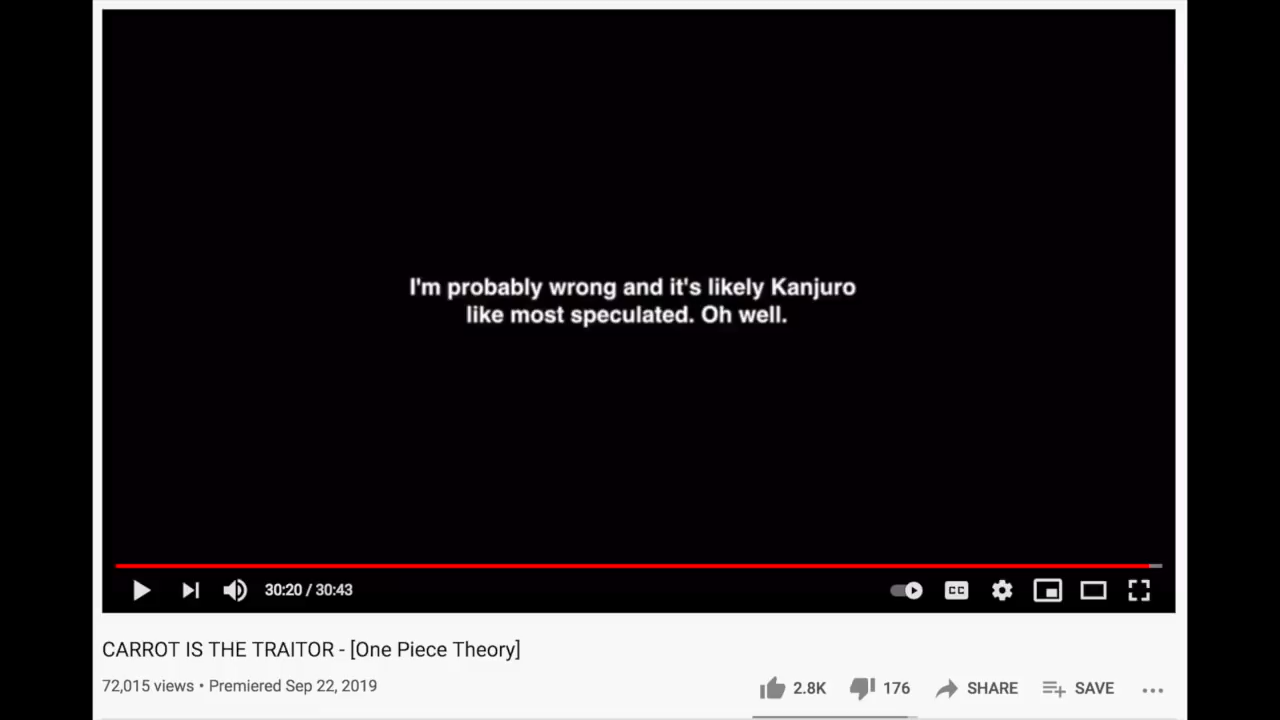 I'm probably wrong and it's likely Kanjuro
like most speculated. Oh well.
30:20 / 30:43
CC
CARROT IS THE TRAITOR - [One Piece Theory]
72,015 views • Premiered Sep 22, 2019
2.8K 176 SHARE SAVE